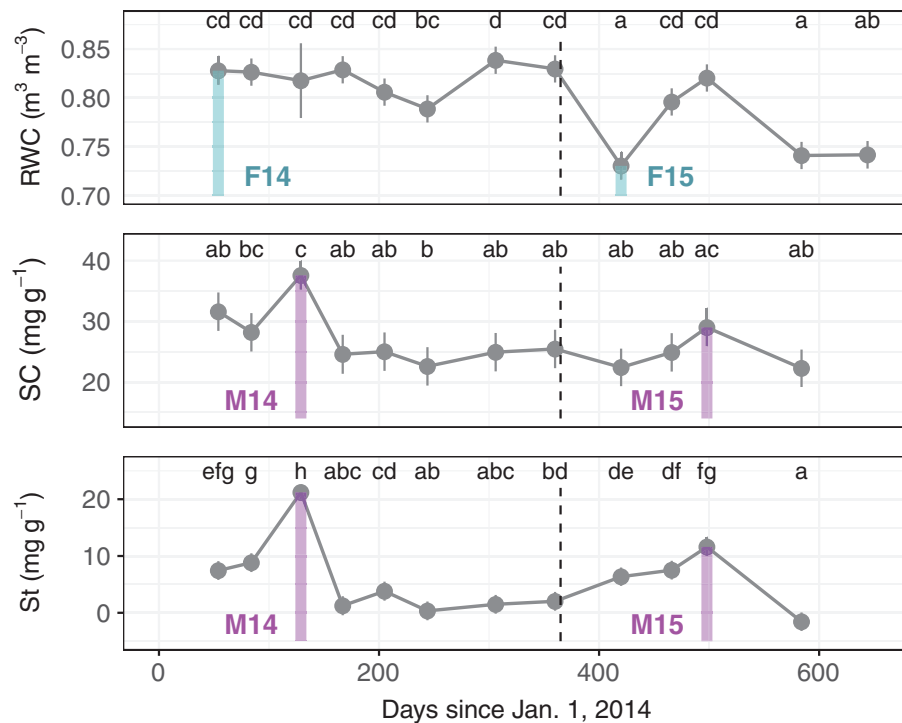 cd cd cd cd cd bc d cd a cd cd a ab
RWC (m³ m⁻³)
0.85
0.80
0.75
0.70
F14 F15
ab bc c ab ab b ab ab ab ab ac ab
SC (mg g⁻¹)
40
30
20
M14 M15
efg g h abc cd ab abc bd de df fg a
St (mg g⁻¹)
20
10
0
M14 M15
0 200 400 600
Days since Jan. 1, 2014